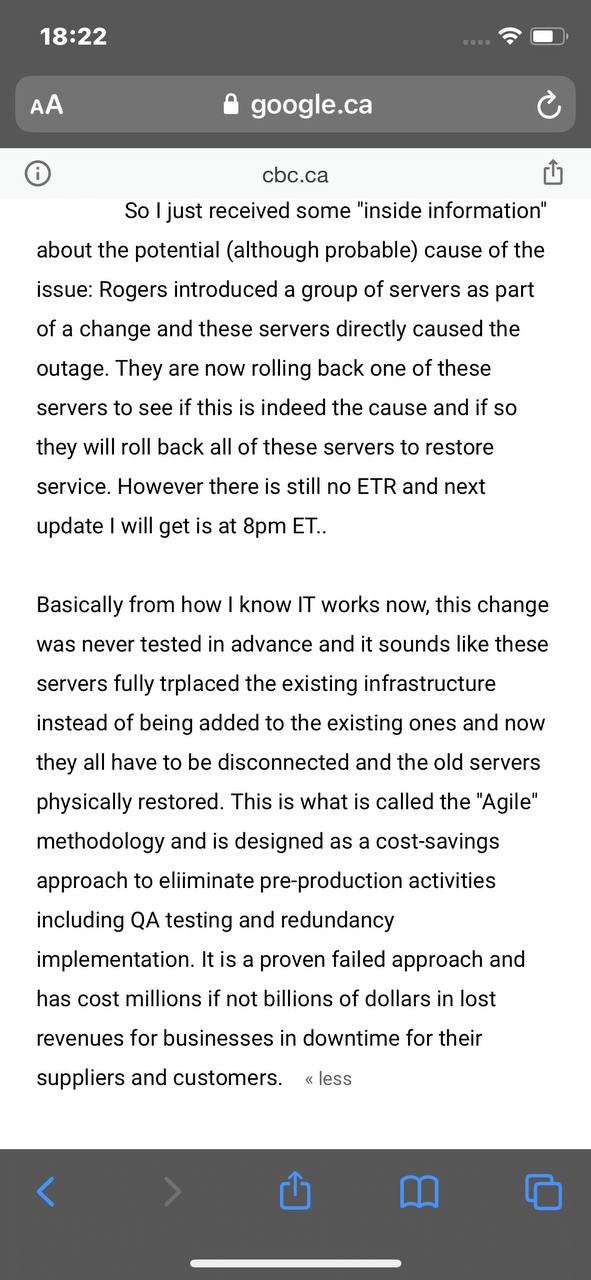 18:22
AA google.ca
cbc.ca
So I just received some "inside information"
about the potential (although probable) cause of the
issue: Rogers introduced a group of servers as part
of a change and these servers directly caused the
outage. They are now rolling back one of these
servers to see if this is indeed the cause and if so
they will roll back all of these servers to restore
service. However there is still no ETR and next
update I will get is at 8pm ET..
Basically from how I know IT works now, this change
was never tested in advance and it sounds like these
servers fully trplaced the existing infrastructure
instead of being added to the existing ones and now
they all have to be disconnected and the old servers
physically restored. This is what is called the "Agile"
methodology and is designed as a cost-savings
approach to eliiminate pre-production activities
including QA testing and redundancy
implementation. It is a proven failed approach and
has cost millions if not billions of dollars in lost
revenues for businesses in downtime for their
suppliers and customers. « less